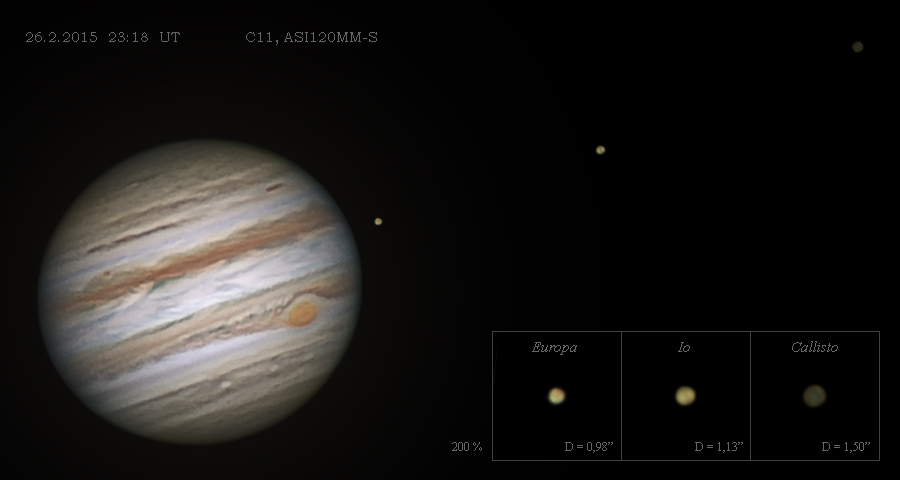 26.2.2015 23:18 UT
C11, ASI120MM-S
Europa
Io
Callisto
200 %
D = 0,98”
D = 1,13”
D = 1,50”